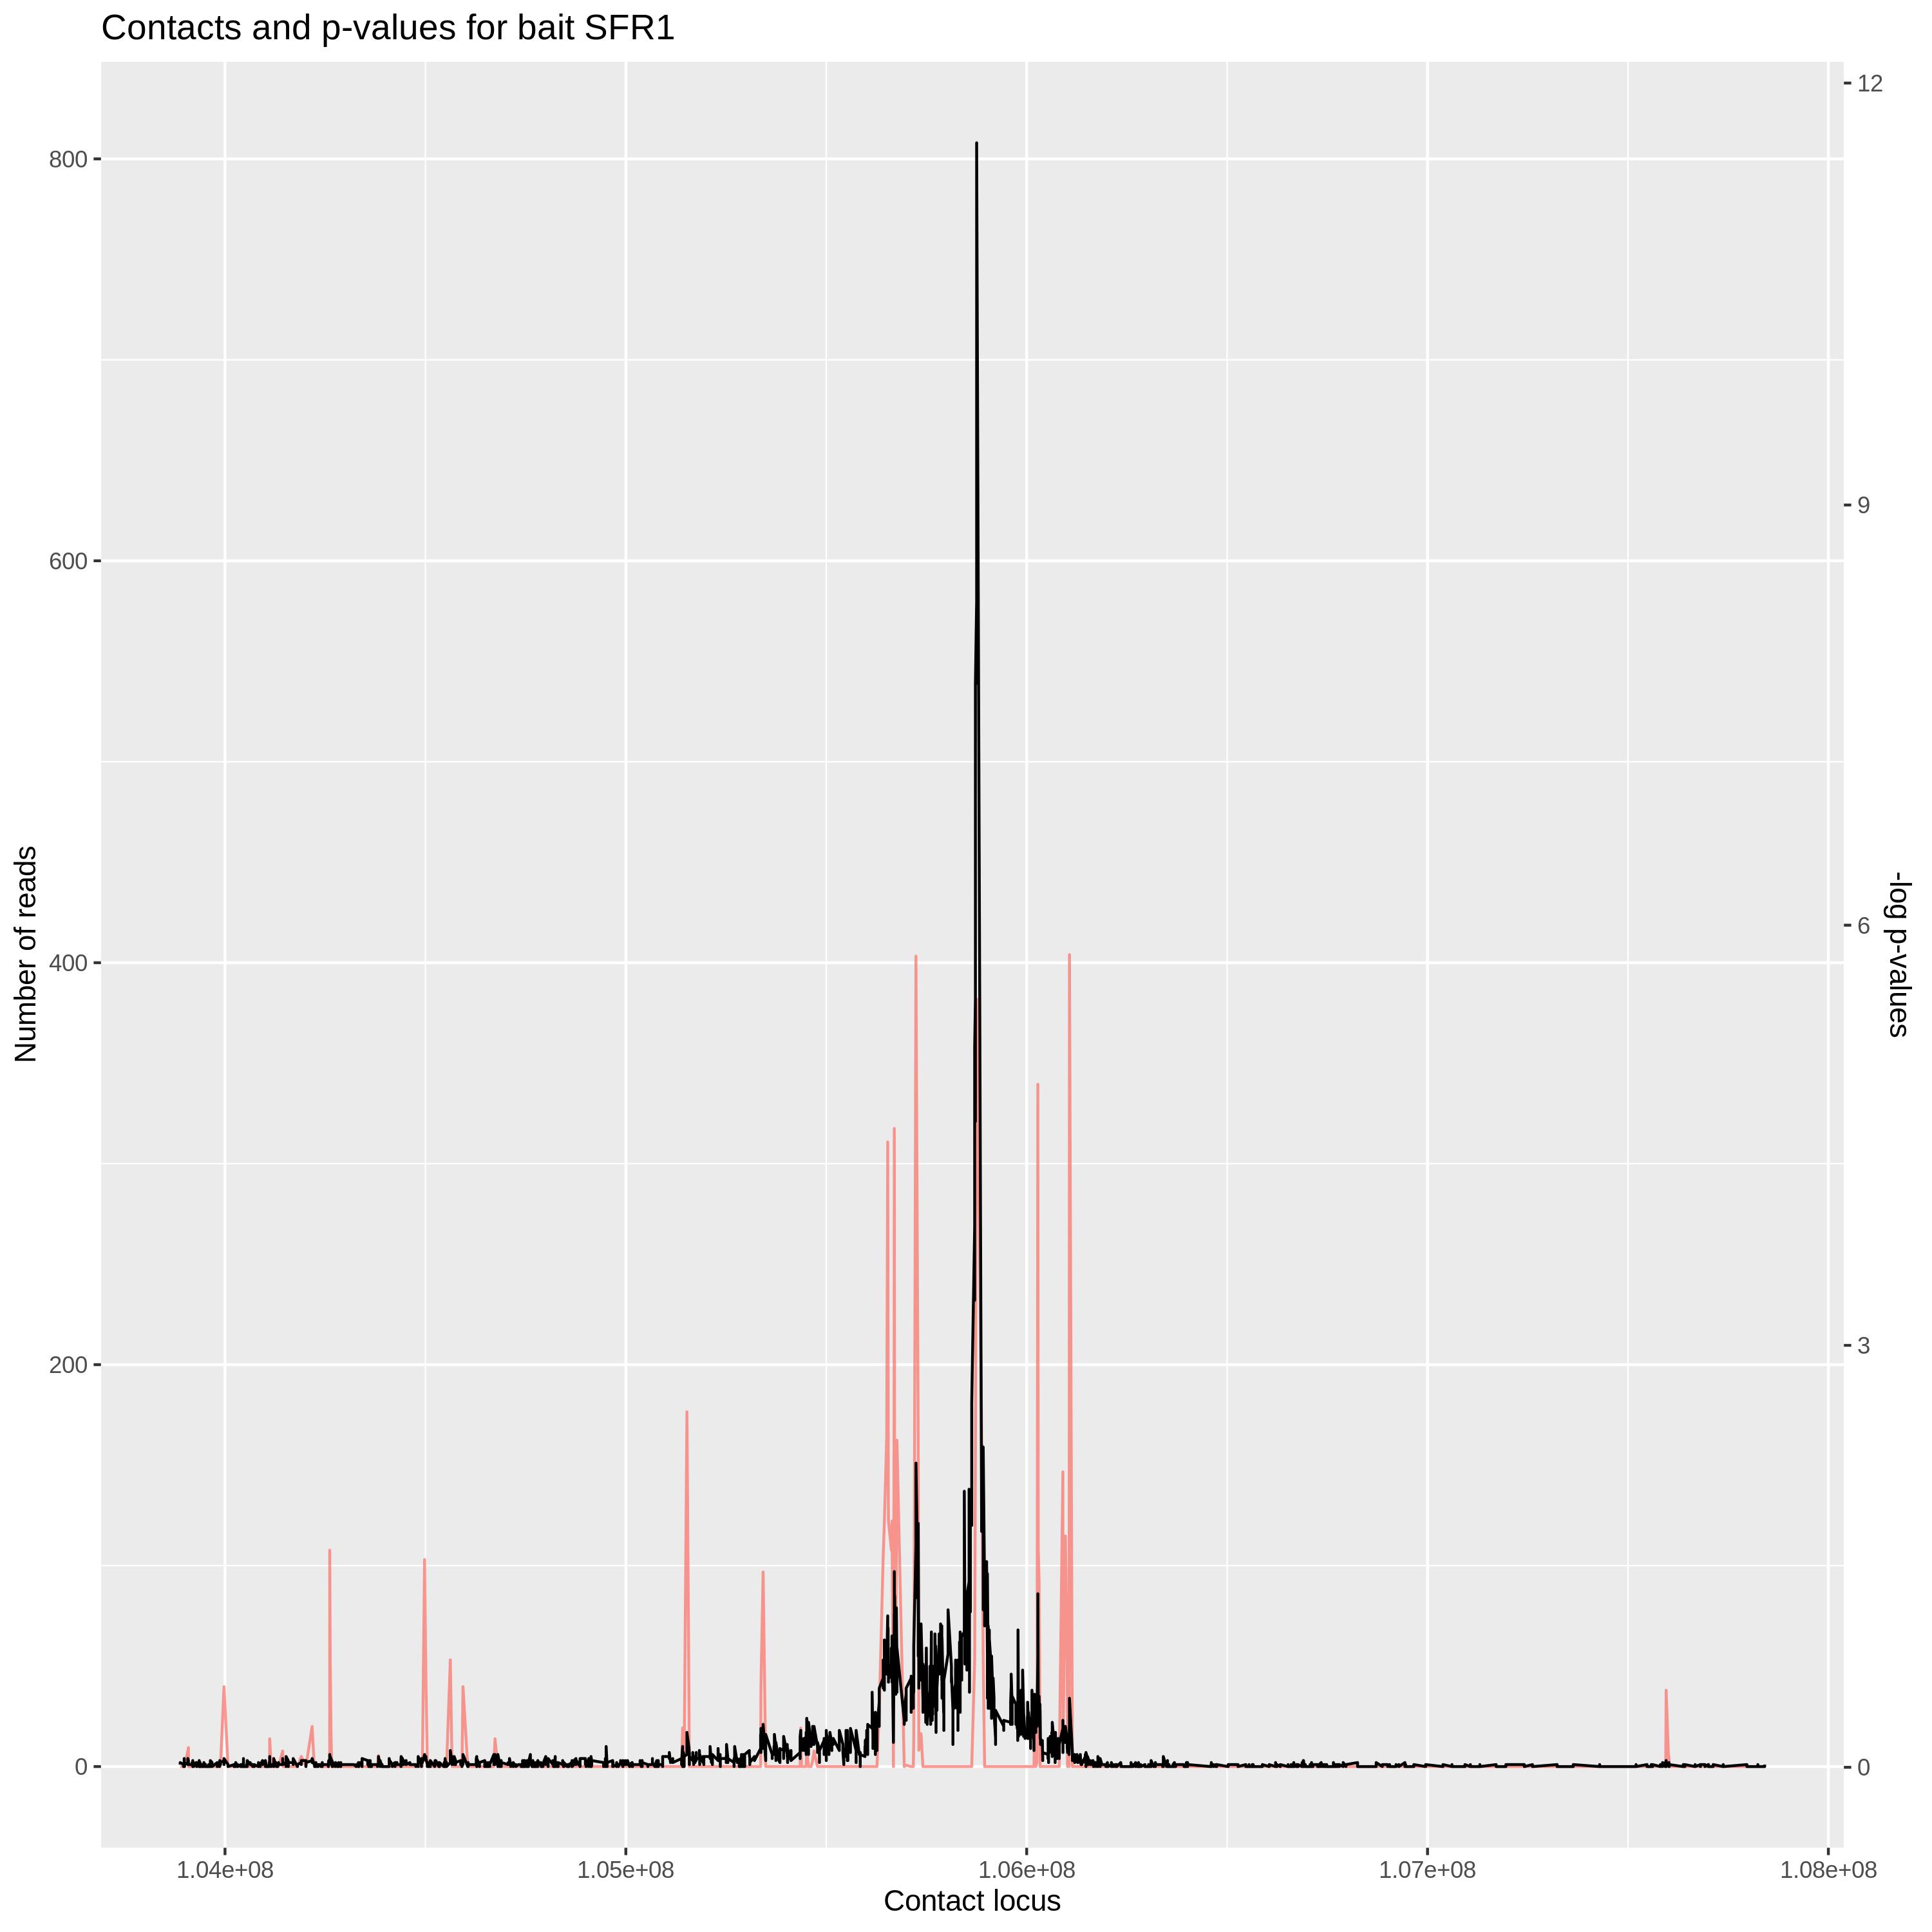 Contacts and p-values for bait SFR1
12
800
9
600
Number of reads
-log p-values
6
400
3
200
0
0
1.04e+08
1.05e+08
1.06e+08
1.07e+08
1.08e+08
Contact locus